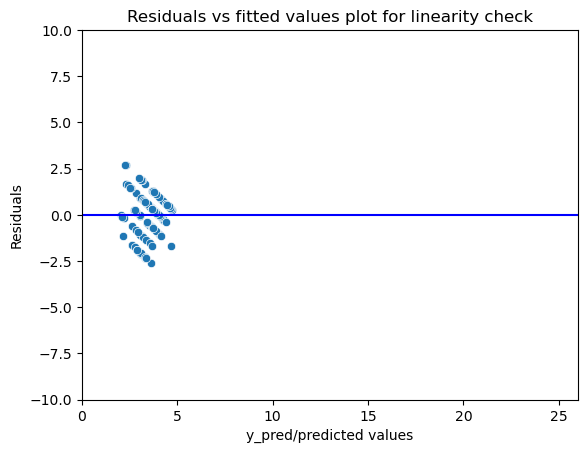 Residuals vs fitted values plot for linearity check
10.0
7.5
5.0
2.5
0.0
−2.5
−5.0
−7.5
−10.0
Residuals
0 5 10 15 20 25
y_pred/predicted values